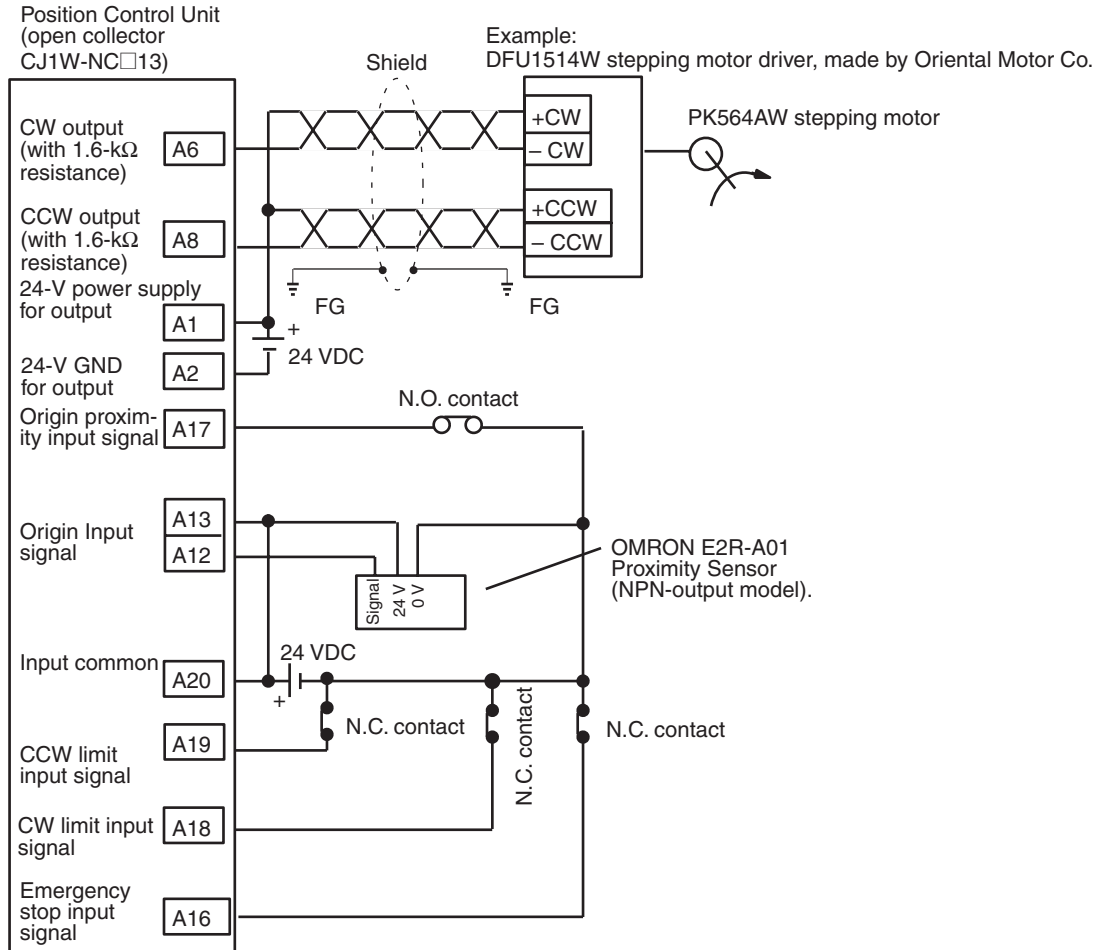 Position Control Unit
(open collector
CJ1W-NC□13)
Example:
DFU1514W stepping motor driver, made by Oriental Motor Co.
Shield
CW output
(with 1.6-kΩ
resistance)
A6
+CW
– CW
PK564AW stepping motor
CCW output
(with 1.6-kΩ
resistance)
A8
+CCW
– CCW
FG
FG
24-V power supply
for output
A1
+
24 VDC
24-V GND
for output
A2
Origin proxim-
ity input signal
A17
N.O. contact
Origin Input
signal
A13
A12
Signal
24 V
0 V
OMRON E2R-A01
Proximity Sensor
(NPN-output model).
Input common
A20
24 VDC
+
N.C. contact
N.C. contact
N.C. contact
CCW limit
input signal
A19
CW limit input
signal
A18
Emergency
stop input
signal
A16